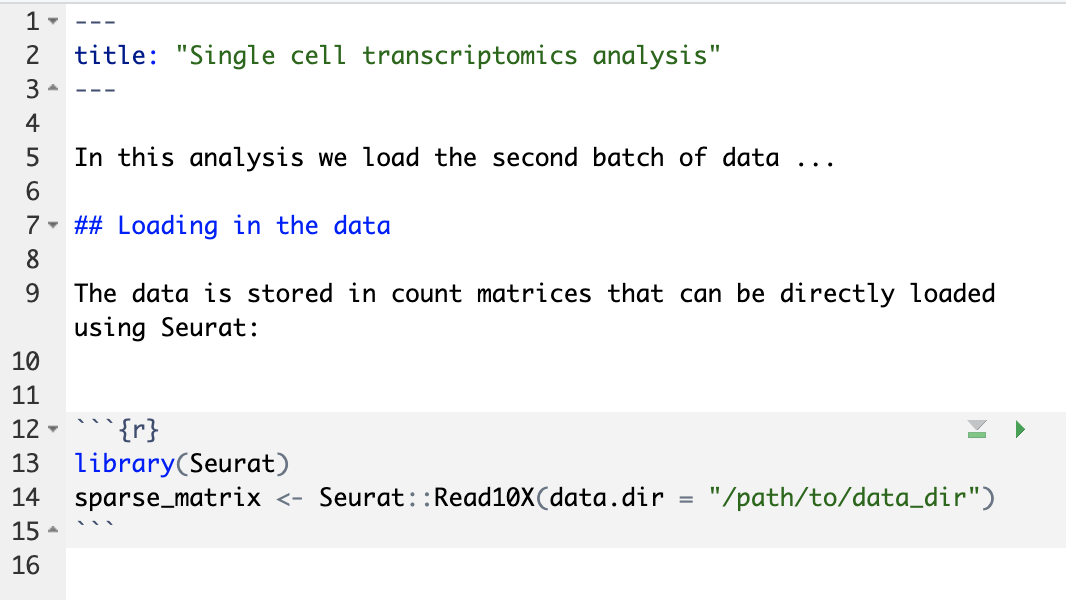 1 ---
2 title: "Single cell transcriptomics analysis"
3 ---
4
5 In this analysis we load the second batch of data ...
6
7 ## Loading in the data
8
9 The data is stored in count matrices that can be directly loaded
using Seurat:
10
11
12 ```{r}
13 library(Seurat)
14 sparse_matrix <- Seurat::Read10X(data.dir = "/path/to/data_dir")
15 ```
16